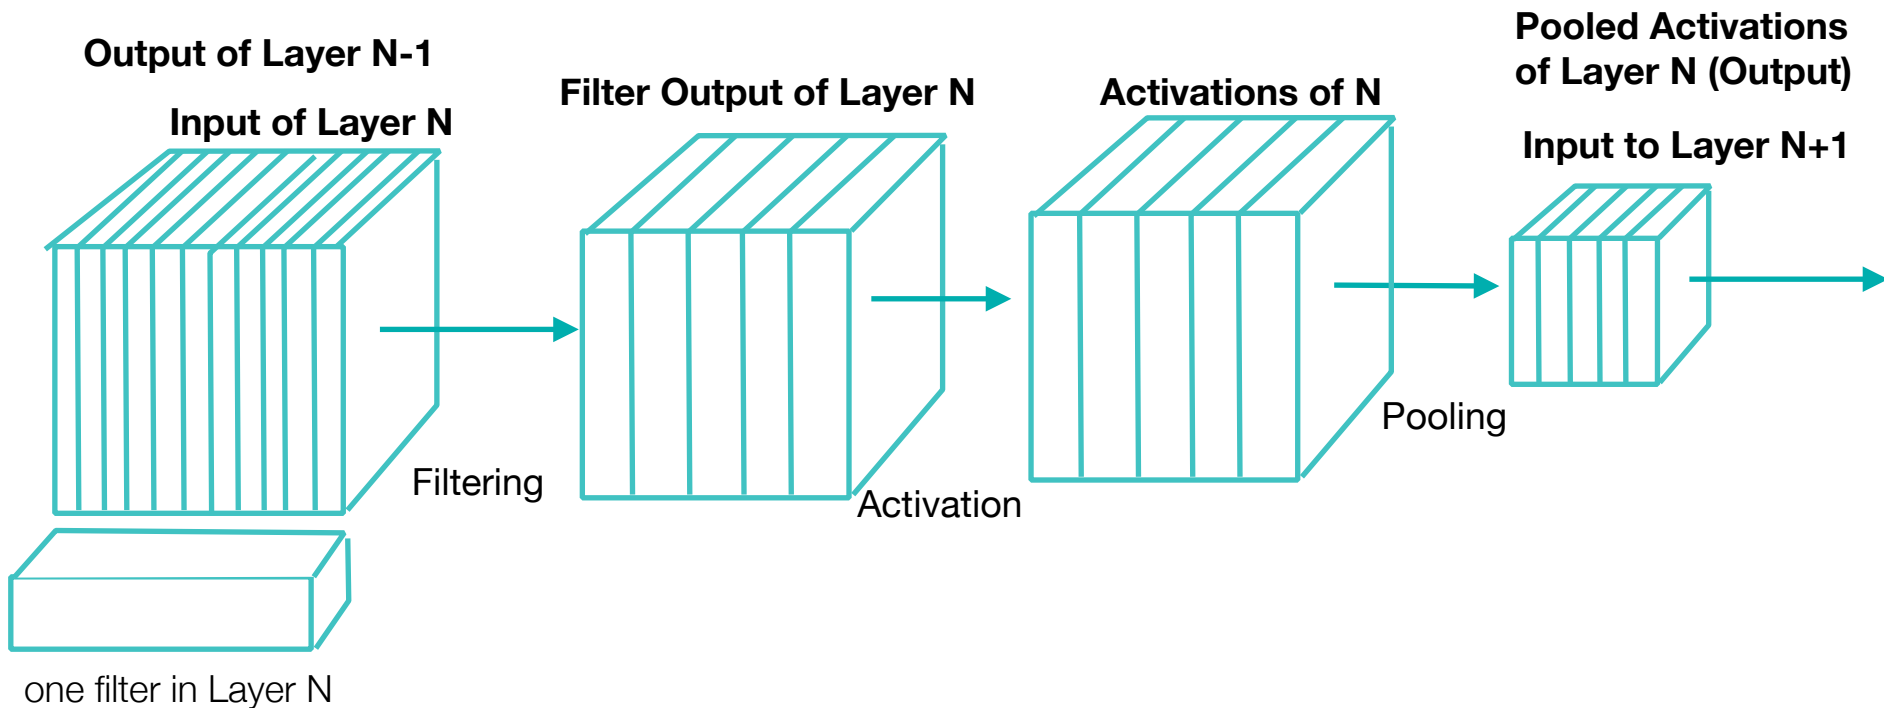 Output of Layer N-1
Input of Layer N
Filter Output of Layer N
Activations of N
Pooled Activations
of Layer N (Output)
Input to Layer N+1
Filtering
Activation
Pooling
one filter in Layer N